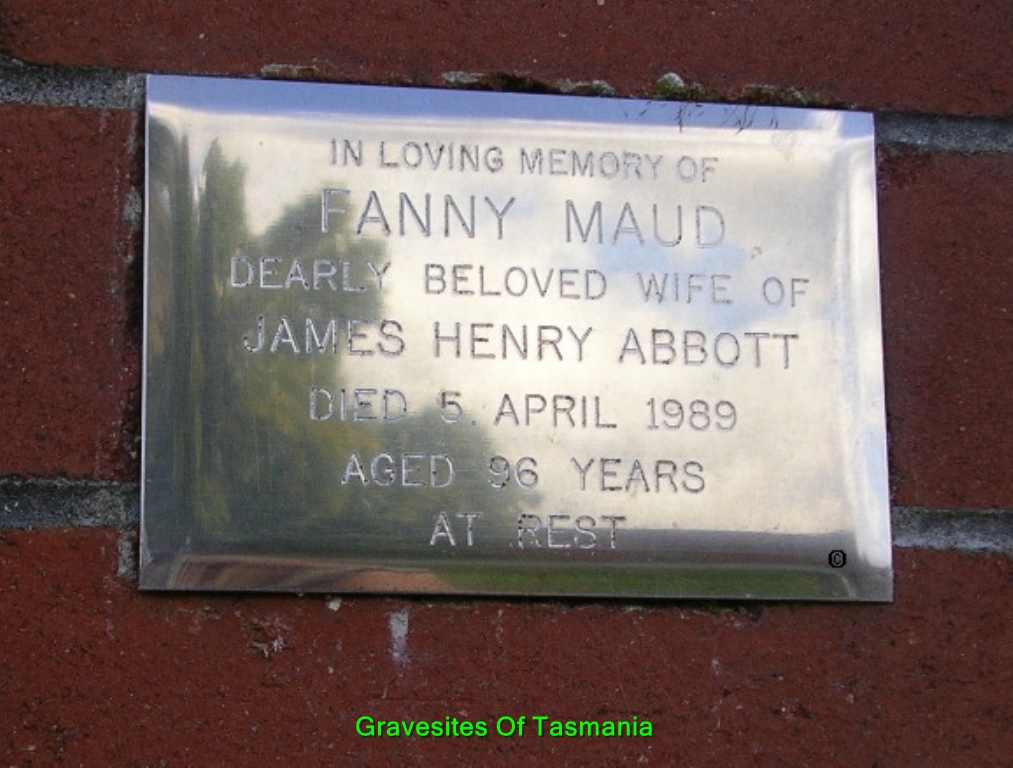 IN LOVING MEMORY OF
FANNY MAUD
DEARLY BELOVED WIFE OF
JAMES HENRY ABBOTT
DIED 5. APRIL 1989
AGED 96 YEARS
AT REST
©
Gravesites Of Tasmania